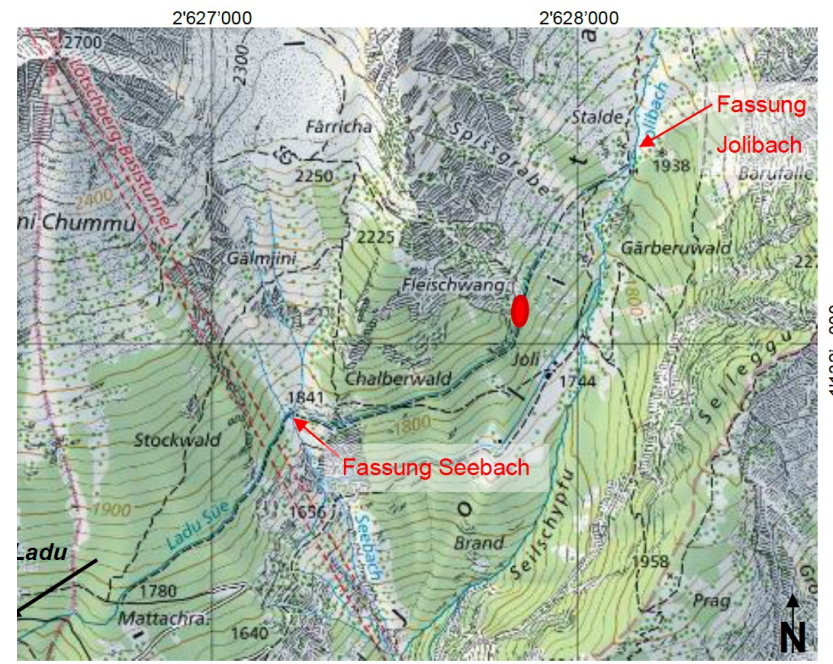 2'627'000
2'628'000
2700
Lötschberg-Basistunnel
2300
Stalde
Fassung
Jolibach
Färricha
Spissgrabe
1938
2250
2400
ni Chummu
2225
Gärberuwald
Galmjini
Fleischwang
1800
Joli
1744
Chalberwald
1841
1800
Seileggu
Stockwald
Fassung Seebach
1900
Ladu Süe
1656
Seebach
Seilschypfu
Brand
Ladu
1958
1780
Prag
Mattachra.
1640
N